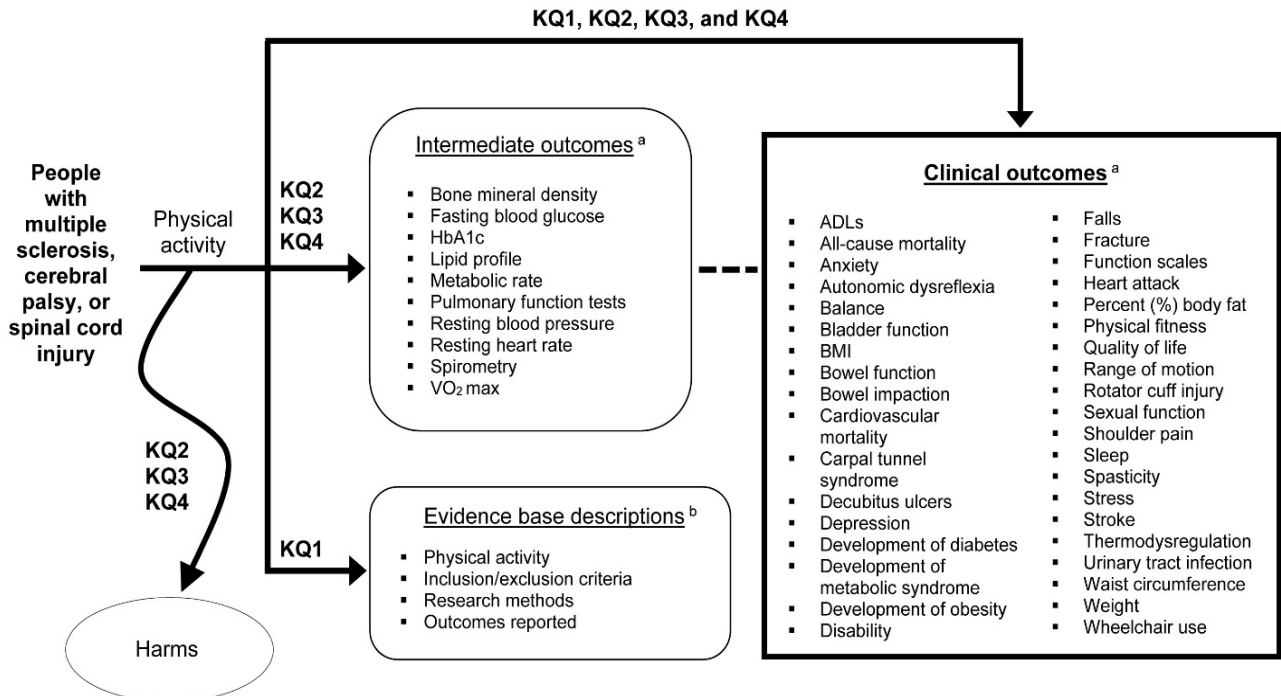 KQ1, KQ2, KQ3, and KQ4
People
with
multiple
sclerosis,
cerebral
palsy, or
spinal cord
injury
Physical
activity
KQ2
KQ3
KQ4
KQ2
KQ3
KQ4
Harms
KQ1
Intermediate outcomes a
▪ Bone mineral density
▪ Fasting blood glucose
▪ HbA1c
▪ Lipid profile
▪ Metabolic rate
▪ Pulmonary function tests
▪ Resting blood pressure
▪ Resting heart rate
▪ Spirometry
▪ VO2 max
Evidence base descriptions b
▪ Physical activity
▪ Inclusion/exclusion criteria
▪ Research methods
▪ Outcomes reported
Clinical outcomes a
▪ ADLs
▪ All-cause mortality
▪ Anxiety
▪ Autonomic dysreflexia
▪ Balance
▪ Bladder function
▪ BMI
▪ Bowel function
▪ Bowel impaction
▪ Cardiovascular
mortality
▪ Carpal tunnel
syndrome
▪ Decubitus ulcers
▪ Depression
▪ Development of diabetes
▪ Development of
metabolic syndrome
▪ Development of obesity
▪ Disability
▪ Falls
▪ Fracture
▪ Function scales
▪ Heart attack
▪ Percent (%) body fat
▪ Physical fitness
▪ Quality of life
▪ Range of motion
▪ Rotator cuff injury
▪ Sexual function
▪ Shoulder pain
▪ Sleep
▪ Spasticity
▪ Stress
▪ Stroke
▪ Thermodysregulation
▪ Urinary tract infection
▪ Waist circumference
▪ Weight
▪ Wheelchair use